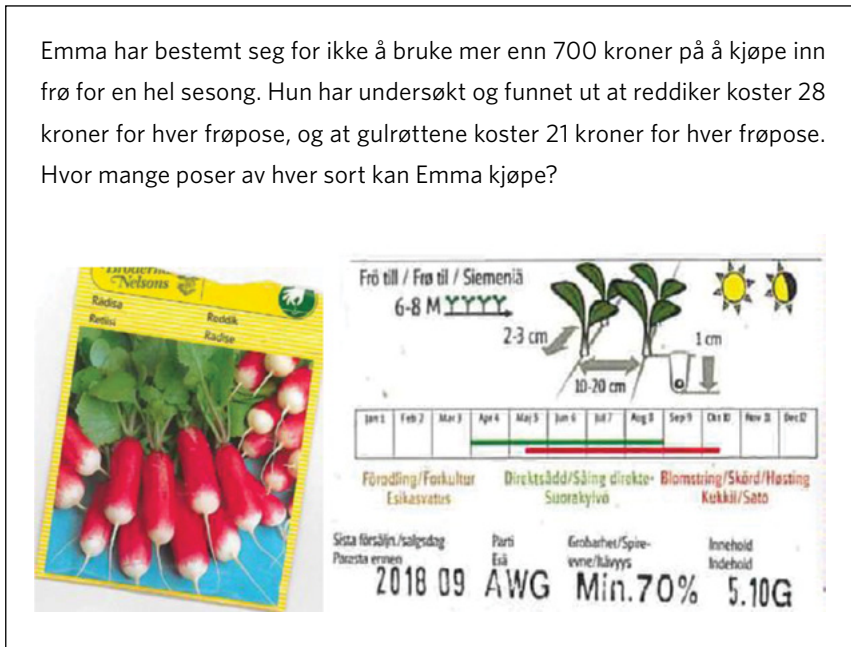 Emma har bestemt seg for ikke å bruke mer enn 700 kroner på å kjøpe inn
frø for en hel sesong. Hun har undersøkt og funnet ut at reddiker koster 28
kroner for hver frøpose, og at gulrøttene koster 21 kroner for hver frøpose.
Hvor mange poser av hver sort kan Emma kjøpe?
Nelsons
Rädisa
Reddik
Retiisi
Radise
Frö till / Frø til / Siemeniä
6-8 M
2-3 cm
1 cm
10-20 cm
Jan 1 Feb 2 Mar 3 Apr 4 Maj 5 Jun 6 Jul 7 Aug 8 Sep 9 Okt 10 Nov 11 Dec 12
Förodling/Forkultur Direktsådd/Såing direkte- Blomstring/Skörd/Høsting
Esikasvatus Suorakylvö Kukkii/Sato
Sista försäljn./salgsdag Parti Grobarhet/Spire- Innehold
Parasta ennen Erä evne/Itävyys Indehold
2018 09 AWG Min.70% 5.10G